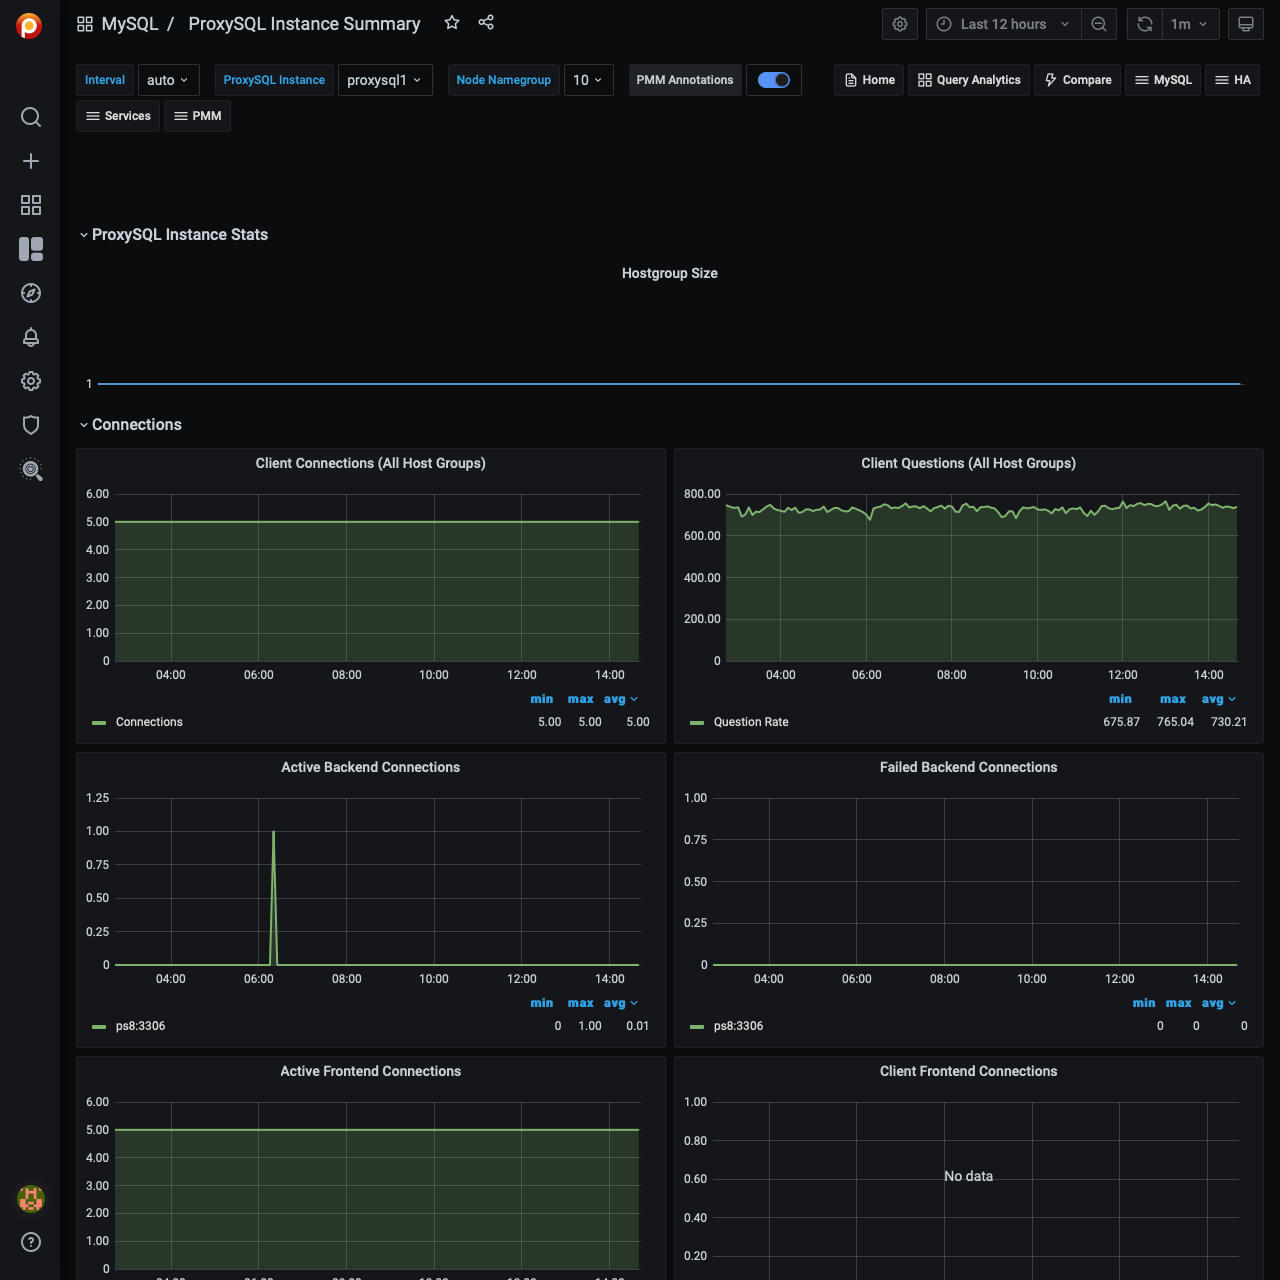 MySQL / ProxySQL Instance Summary
Last 12 hours
1m
Interval auto ProxySQL Instance proxysql1 Node Namegroup 10 PMM Annotations Home Query Analytics Compare MySQL HA
Services PMM
ProxySQL Instance Stats
Hostgroup Size
1
Connections
Client Connections (All Host Groups)
6.00
5.00
4.00
3.00
2.00
1.00
0
04:00 06:00 08:00 10:00 12:00 14:00
min max avg
Connections 5.00 5.00 5.00
Client Questions (All Host Groups)
800.00
600.00
400.00
200.00
0
04:00 06:00 08:00 10:00 12:00 14:00
min max avg
Question Rate 675.87 765.04 730.21
Active Backend Connections
1.25
1.00
0.75
0.50
0.25
0
04:00 06:00 08:00 10:00 12:00 14:00
min max avg
ps8:3306 0 1.00 0.01
Failed Backend Connections
1.00
0.75
0.50
0.25
0
04:00 06:00 08:00 10:00 12:00 14:00
min max avg
ps8:3306 0 0 0
Active Frontend Connections
6.00
5.00
4.00
3.00
2.00
1.00
0
Client Frontend Connections
1.00
0.80
0.60
0.40
0.20
No data